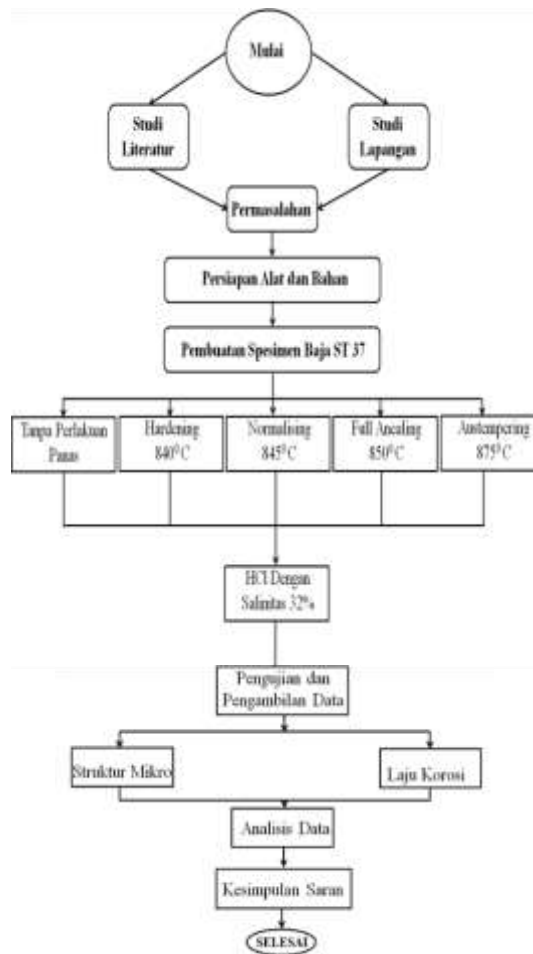 Mulai
Studi
Literatur
Studi
Lapangan
Permasalahan
Persiapan Alat dan Bahan
Pembuatan Spesimen Baja ST 37
Tanpa Perlakuan
Panas
Hardening
840⁰C
Normalising
845⁰C
Full Ancaling
850⁰C
Austempering
875⁰C
HCl Dengan
Salinitas 32%
Pengujian dan
Pengambilan Data
Struktur Mikro
Laju Korosi
Analisis Data
Kesimpulan Saran
SELESAI